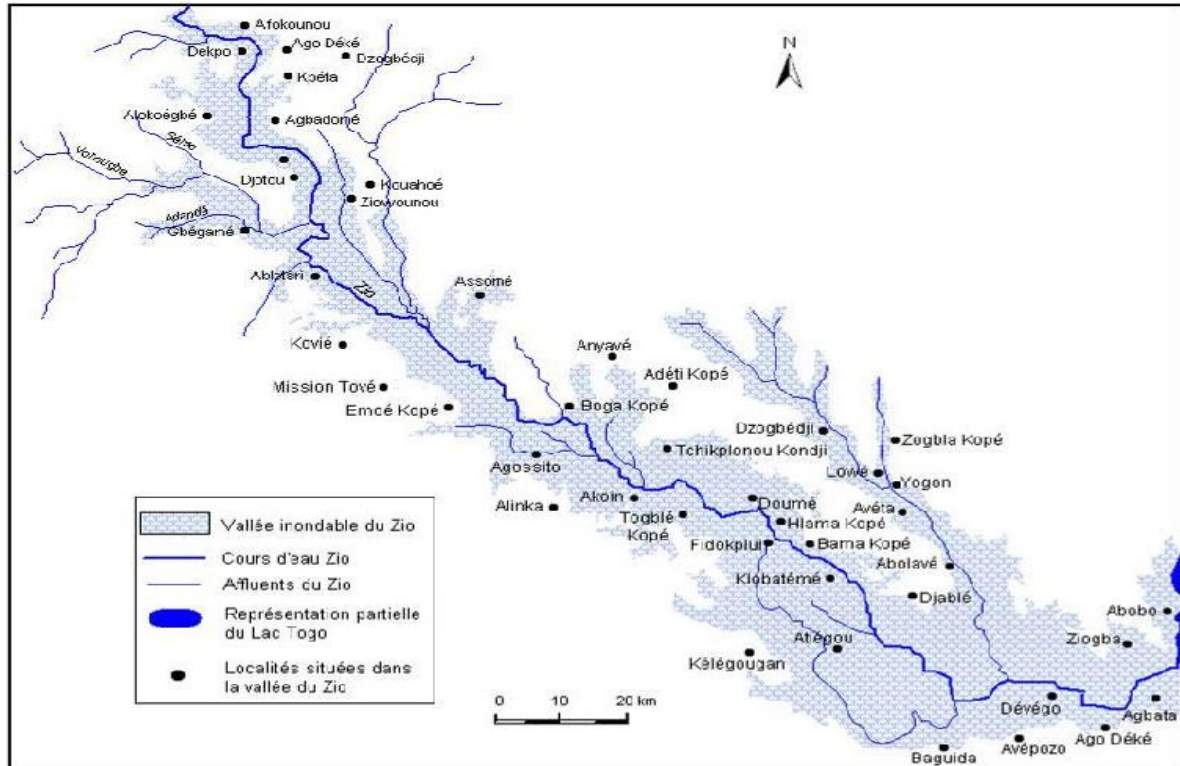 Afokounou
Dekpo
Ago Déké
Dzogbédji
N
Kpéta
Alokoégbé
Agbadomé
Djotcu
Kouahoé
Ziowounou
Gbégané
Zio
Assomé
Kovié
Anyavé
Mission Tové
Adéti Kopé
Emcé Kopé
Boga Kopé
Dzogbédji
Zogbla Kopé
Tchikplonou Kondji
Agossito
Lowé
Yogon
Alinka
Akoin
Doumé
Avéta
Togblé
Kopé
Hlama Kopé
Fidokplui
Bama Kopé
Abolavé
Klobatémé
Djablé
Abobo
Atégou
Ziogba
Kélégougan
Dévégo
Agbata
Ago Déké
Avépozo
Baguida
Vallée inondable du Zio
Cours d'eau Zio
Affluents du Zio
Représentation partielle
du Lac Togo
Localités situées dans
la vallée du Zio
0 10 20 km